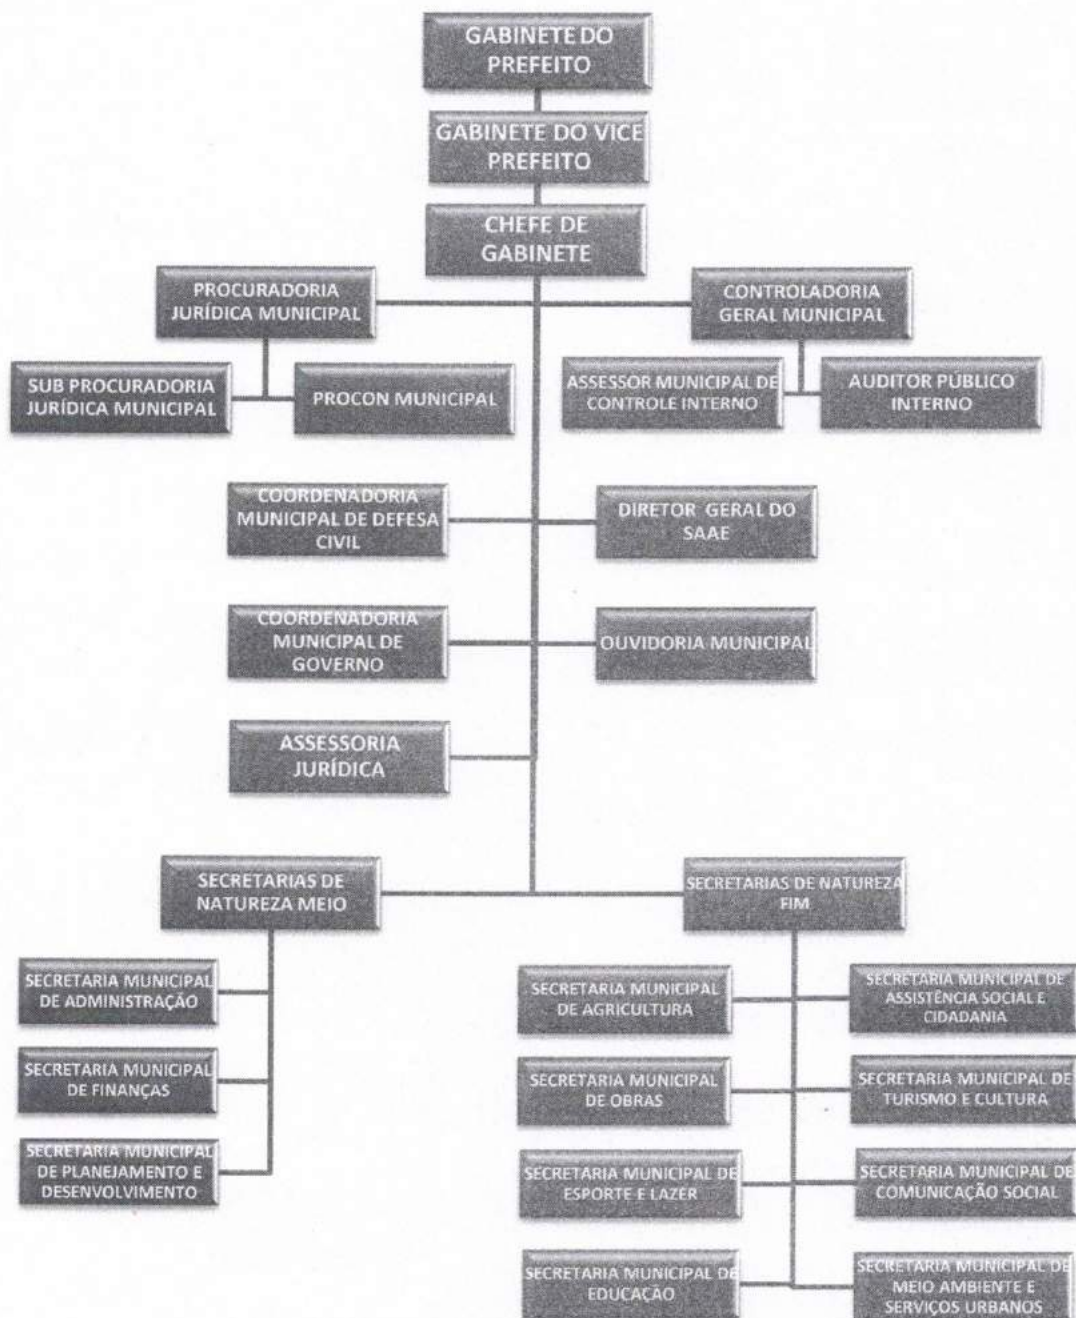 GABINETE DO
PREFEITO
GABINETE DO VICE
PREFEITO
CHEFE DE
GABINETE
PROCURADORIA
JURÍDICA MUNICIPAL
CONTROLADORIA
GERAL MUNICIPAL
SUB PROCURADORIA
JURÍDICA MUNICIPAL
PROCON MUNICIPAL
ASSESSOR MUNICIPAL DE
CONTROLE INTERNO
AUDITOR PÚBLICO
INTERNO
COORDENADORIA
MUNICIPAL DE DEFESA
CIVIL
DIRETOR GERAL DO
SAAE
COORDENADORIA
MUNICIPAL DE
GOVERNO
OUVIDORIA MUNICIPAL
ASSESSORIA
JURÍDICA
SECRETARIAS DE
NATUREZA MEIO
SECRETARIAS DE NATUREZA
FIM
SECRETARIA MUNICIPAL
DE ADMINISTRAÇÃO
SECRETARIA MUNICIPAL
DE FINANÇAS
SECRETARIA MUNICIPAL
DE PLANEJAMENTO E
DESENVOLVIMENTO
SECRETARIA MUNICIPAL
DE AGRICULTURA
SECRETARIA MUNICIPAL DE
ASSISTÊNCIA SOCIAL E
CIDADANIA
SECRETARIA MUNICIPAL
DE OBRAS
SECRETARIA MUNICIPAL DE
TURISMO E CULTURA
SECRETARIA MUNICIPAL DE
ESPORTE E LAZER
SECRETARIA MUNICIPAL DE
COMUNICAÇÃO SOCIAL
SECRETARIA MUNICIPAL DE
EDUCAÇÃO
SECRETARIA MUNICIPAL DE
MEIO AMBIENTE E
SERVIÇOS URBANOS